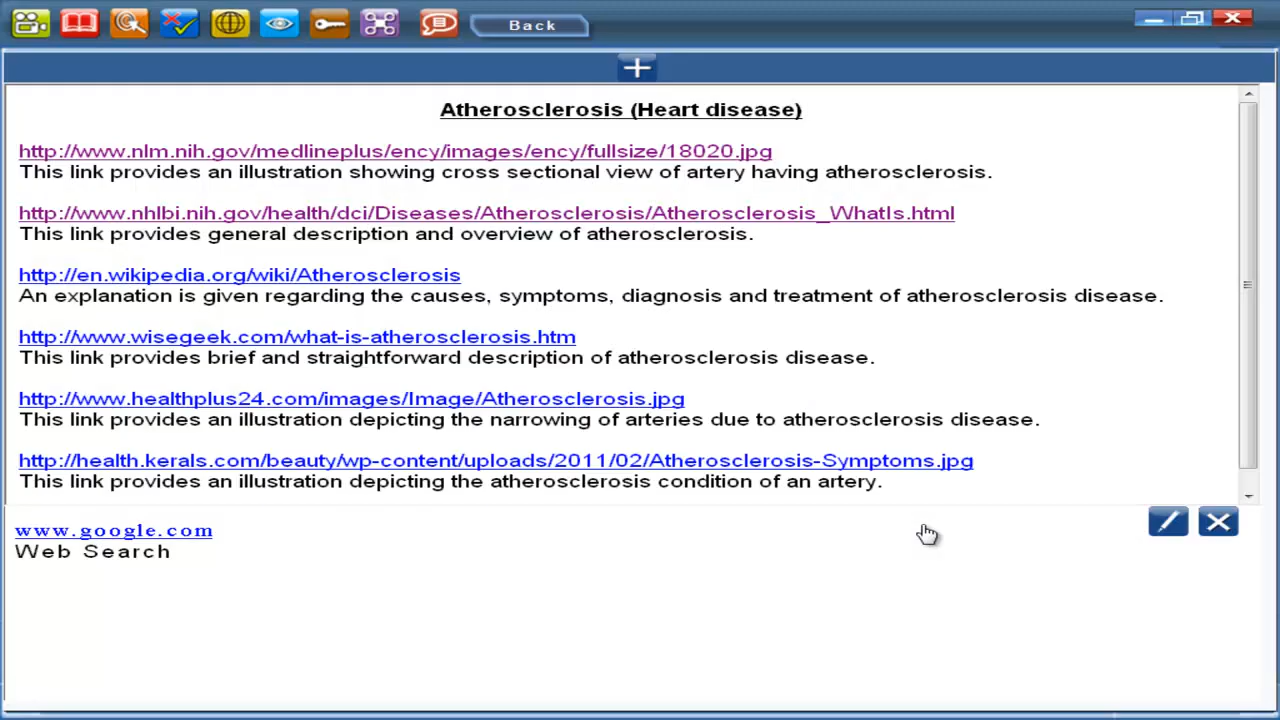 Back
Atherosclerosis (Heart disease)
http://www.nlm.nih.gov/medlineplus/ency/images/ency/fullsize/18020.jpg
This link provides an illustration showing cross sectional view of artery having atherosclerosis.
http://www.nhlbi.nih.gov/health/dci/Diseases/Atherosclerosis/Atherosclerosis_WhatIs.html
This link provides general description and overview of atherosclerosis.
http://en.wikipedia.org/wiki/Atherosclerosis
An explanation is given regarding the causes, symptoms, diagnosis and treatment of atherosclerosis disease.
http://www.wisegeek.com/what-is-atherosclerosis.htm
This link provides brief and straightforward description of atherosclerosis disease.
http://www.healthplus24.com/images/Image/Atherosclerosis.jpg
This link provides an illustration depicting the narrowing of arteries due to atherosclerosis disease.
http://health.kerals.com/beauty/wp-content/uploads/2011/02/Atherosclerosis-Symptoms.jpg
This link provides an illustration depicting the atherosclerosis condition of an artery.
www.google.com
Web Search